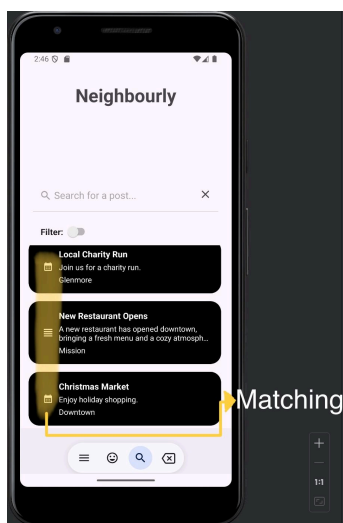 2:46
Neighbourly
Search for a post...
Filter:
Local Charity Run
Join us for a charity run.
Glenmore
New Restaurant Opens
A new restaurant has opened downtown,
bringing a fresh menu and a cozy atmosph...
Mission
Christmas Market
Enjoy holiday shopping.
Downtown
Matching
1:1